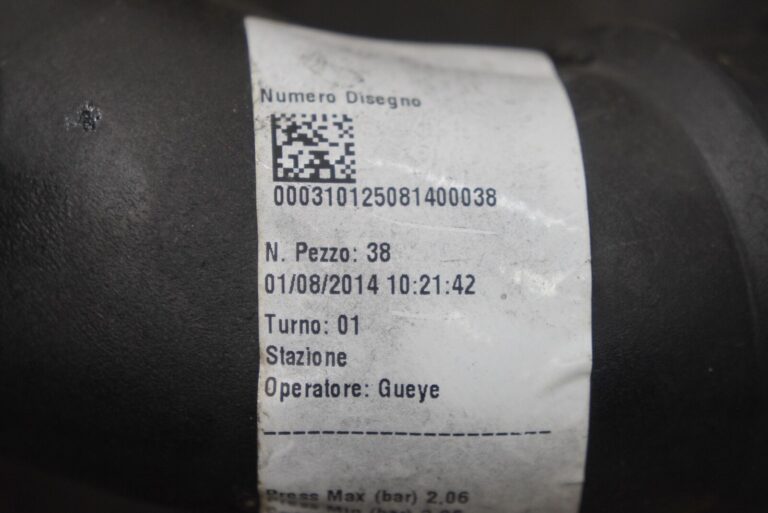 Numero Disegno
000310125081400038
N. Pezzo: 38
01/08/2014 10:21:42
Turno: 01
Stazione
Operatore: Gueye
--------------------------------
Press Max (bar) 2.06